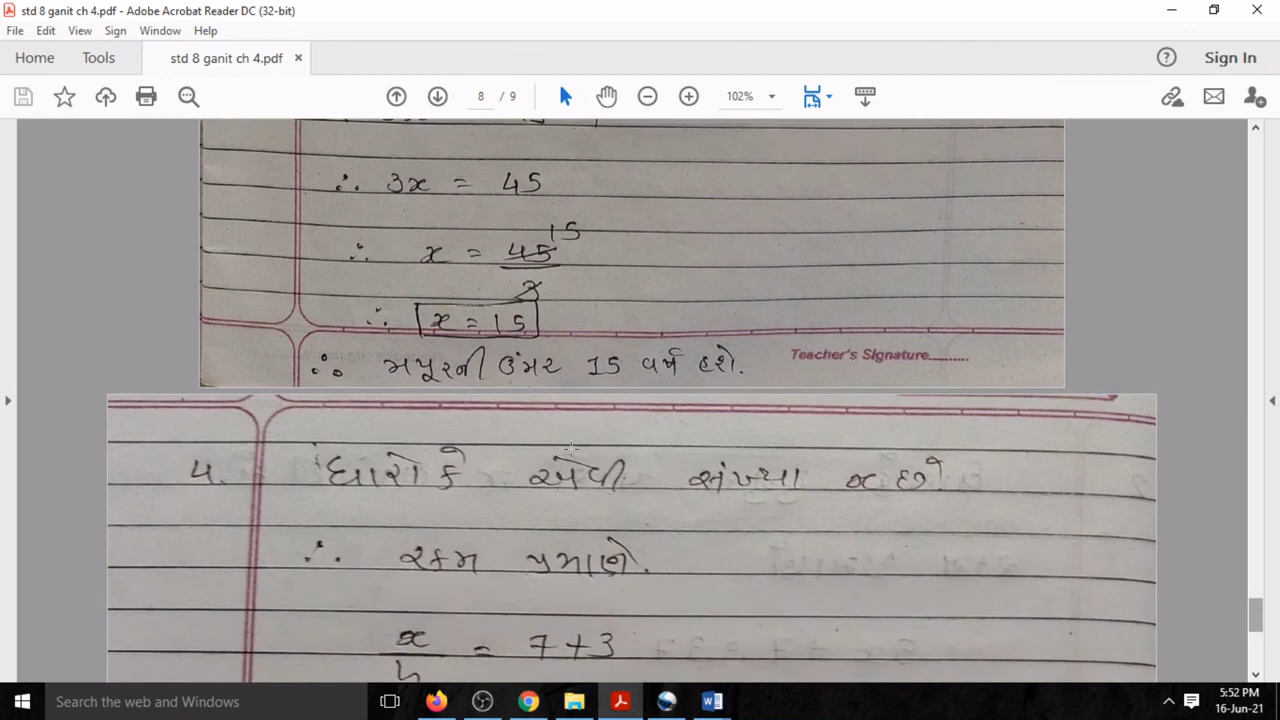 std 8 ganit ch 4.pdf - Adobe Acrobat Reader DC (32-bit)
File Edit View Sign Window Help
Home Tools std 8 ganit ch 4.pdf × Sign In
8 / 9 102%
∴ 3x = 45
15
∴ x = 45
3
∴ x = 15
Teacher's Signature..........
∴ મયૂરની ઉંમર 15 વર્ષ હશે.
૫. ધારો કે એવી સંખ્યા x છે.
∴ રકમ પ્રમાણે.
x = 7+3
Search the web and Windows
5:52 PM
16-Jun-21